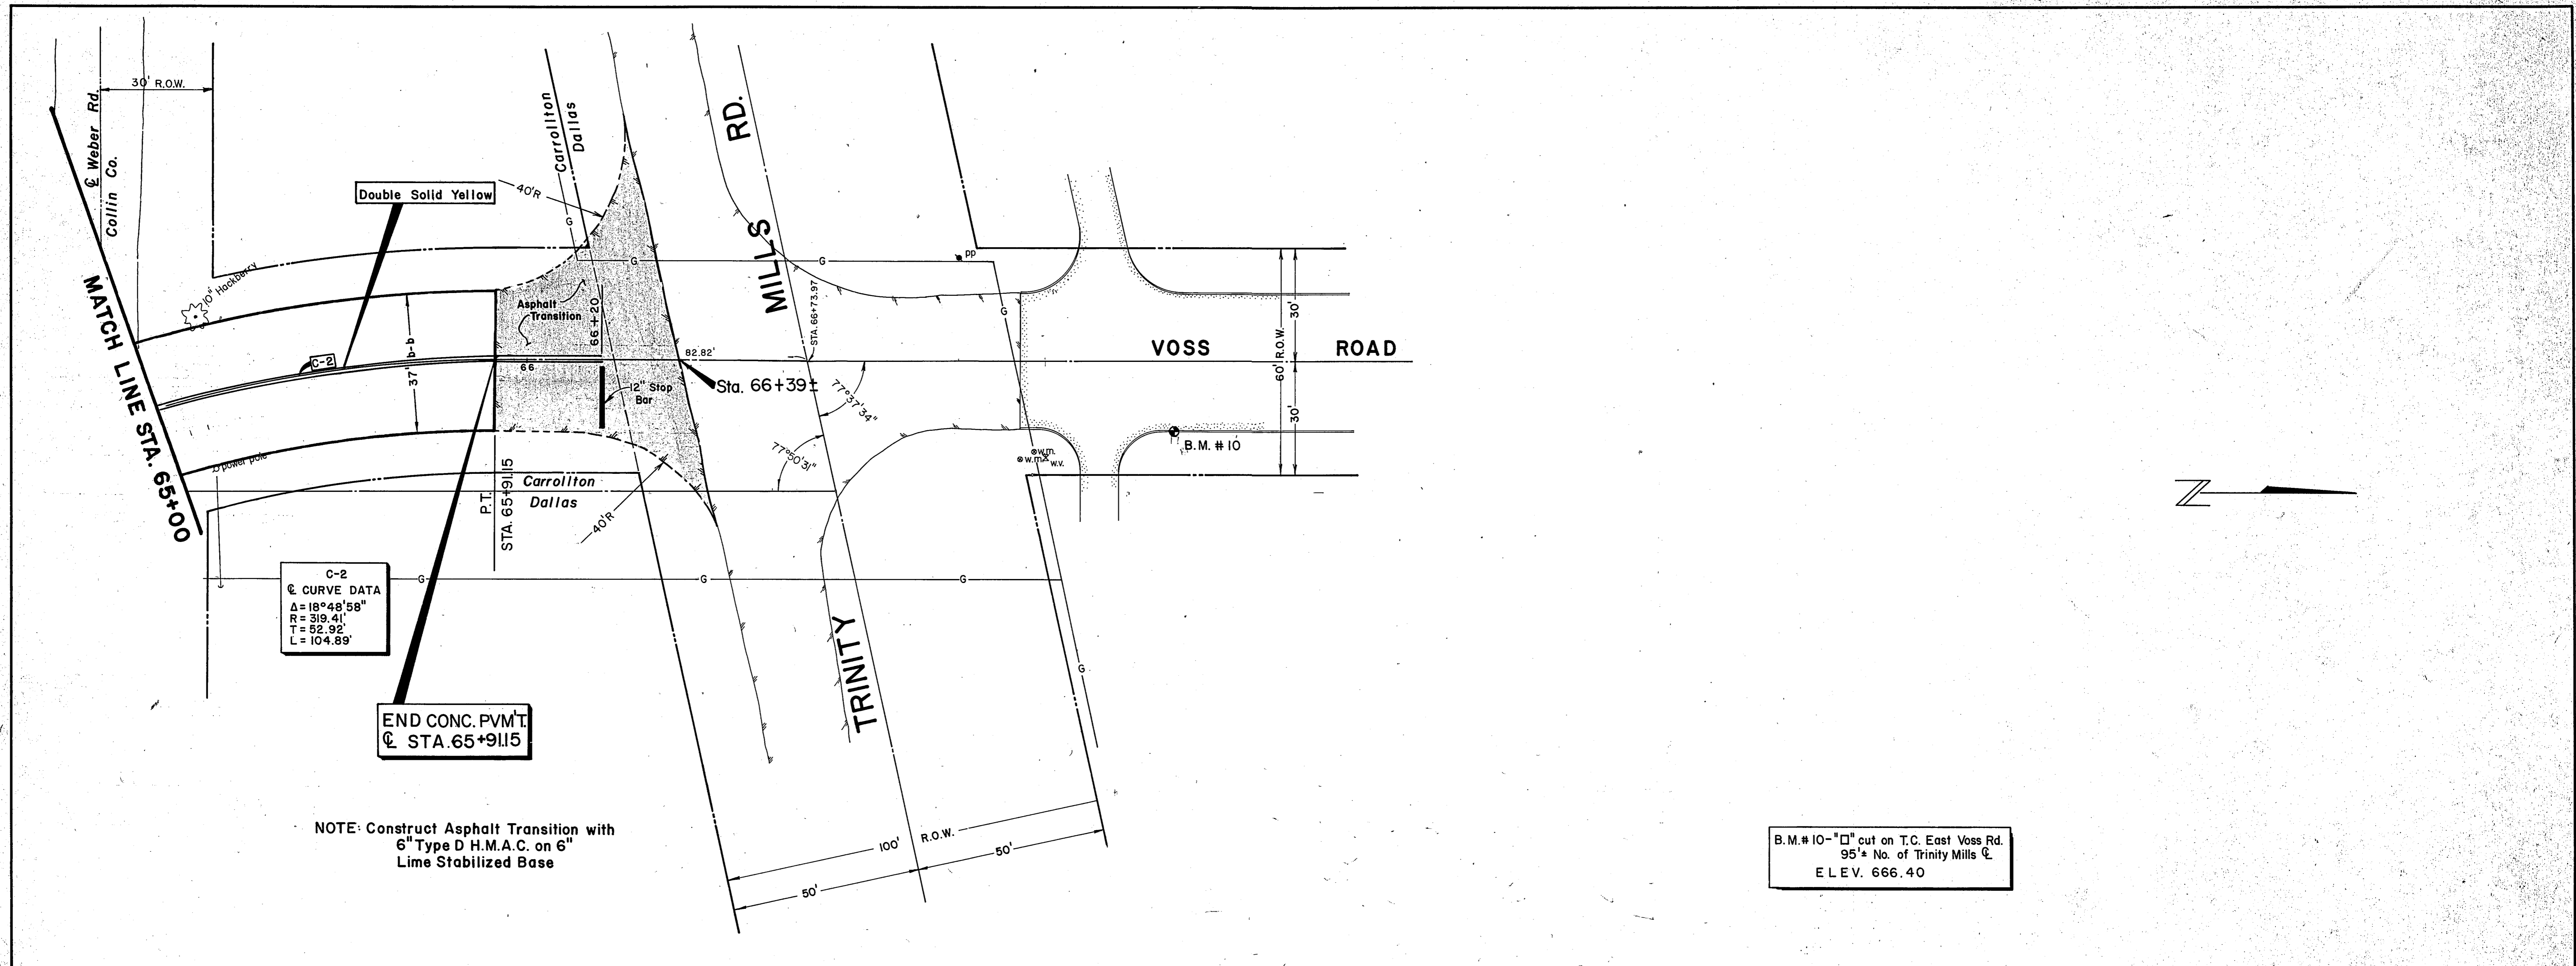 30' R.O.W.
℄ Weber Rd.
Collin Co.
MATCH LINE STA. 65+00
10" Hackberry
Double Solid Yellow
C-2
37' b-b
power pole
Carrollton
Dallas
40'R
G
G
G
G
Asphalt
Transition
66+20
66
12" Stop
Bar
82.82'
Sta. 66+39±
STA. 66+73.97
77°37'34"
77°50'31"
TRINITY MILLS RD.
VOSS ROAD
pp
60' R.O.W.
30'
30'
B.M. #10
w.m.
w.m.
w.v.
P.T.
STA. 65+91.15
Carrollton
Dallas
40'R
G
G
G
G
C-2
℄ CURVE DATA
Δ=18°48'58"
R=319.41'
T=52.92'
L=104.89'
END CONC. PVM'T.
℄ STA.65+91.15
NOTE: Construct Asphalt Transition with
6" Type D H.M.A.C. on 6"
Lime Stabilized Base
100' R.O.W.
50'
50'
N
B.M.#10-"□" cut on T.C. East Voss Rd.
95'± No. of Trinity Mills ℄
ELEV. 666.40